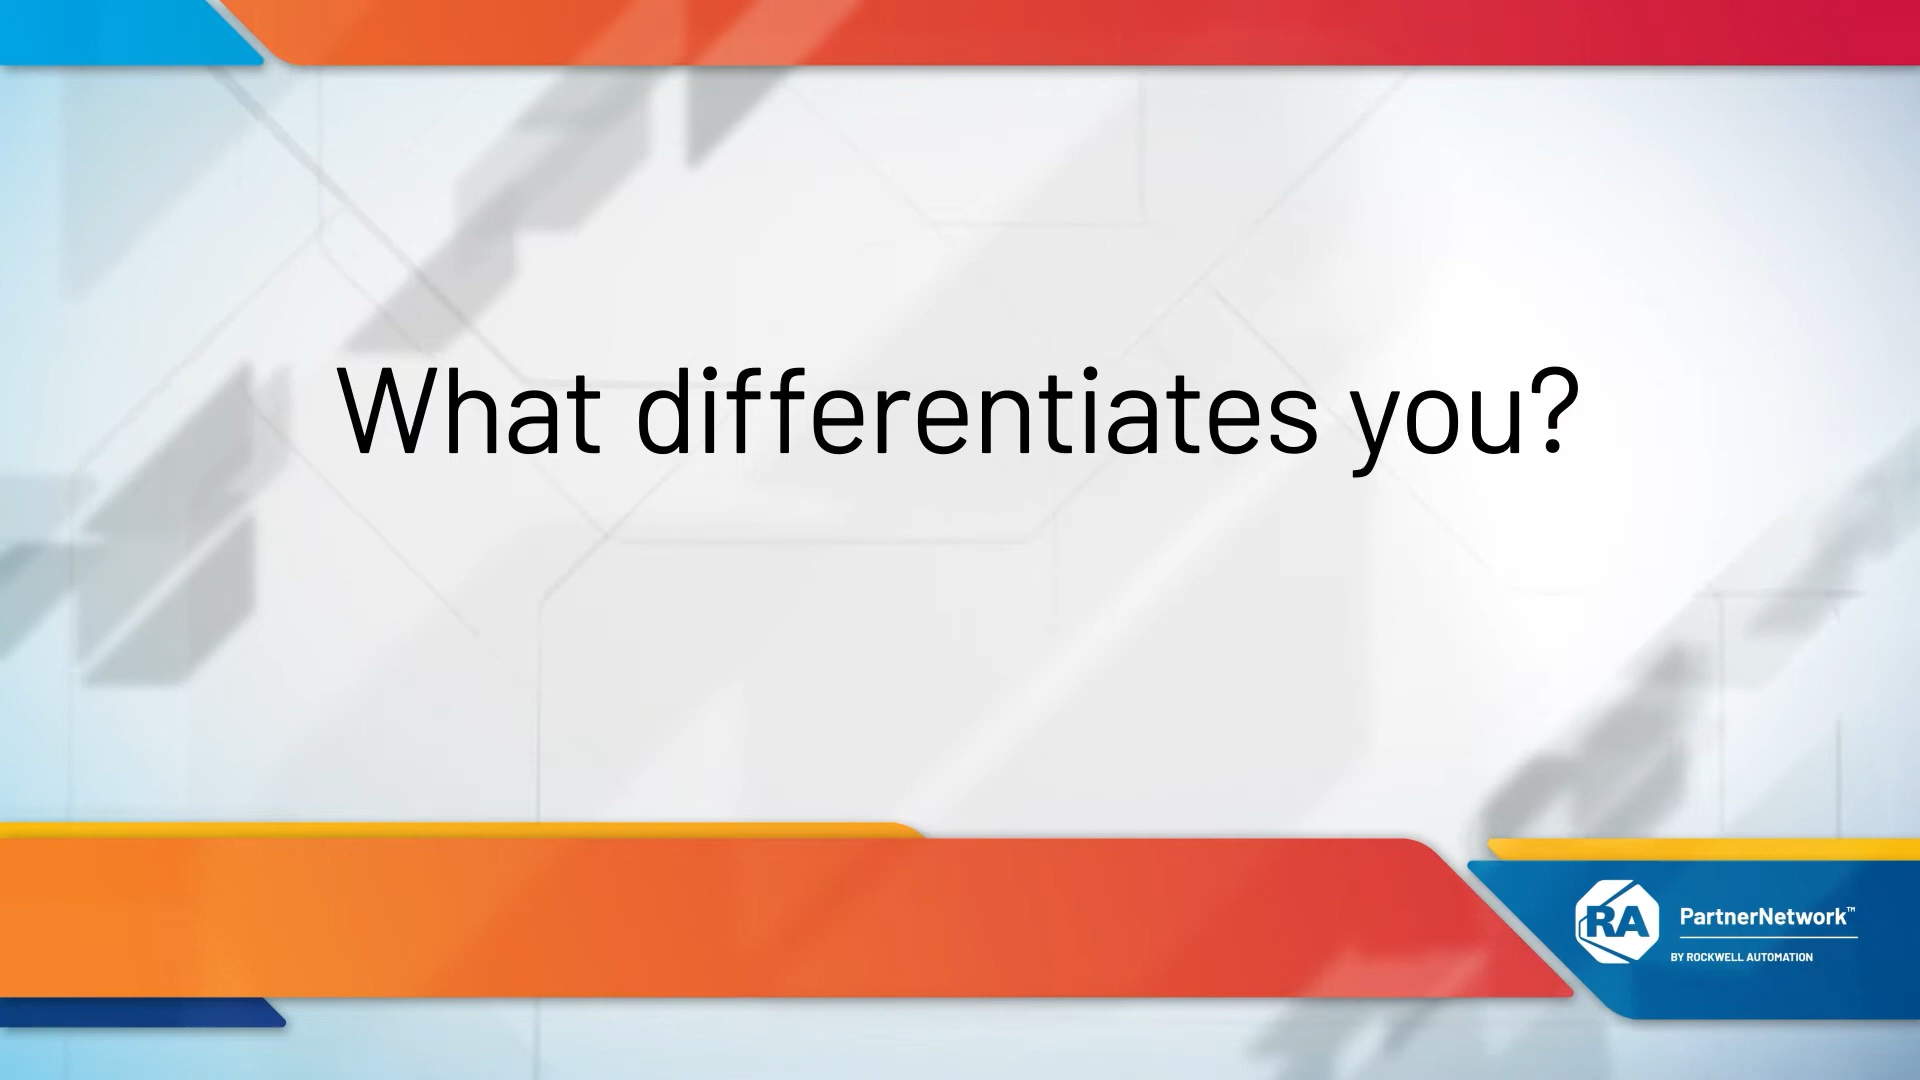 What differentiates you?
RA
PartnerNetwork™
BY ROCKWELL AUTOMATION